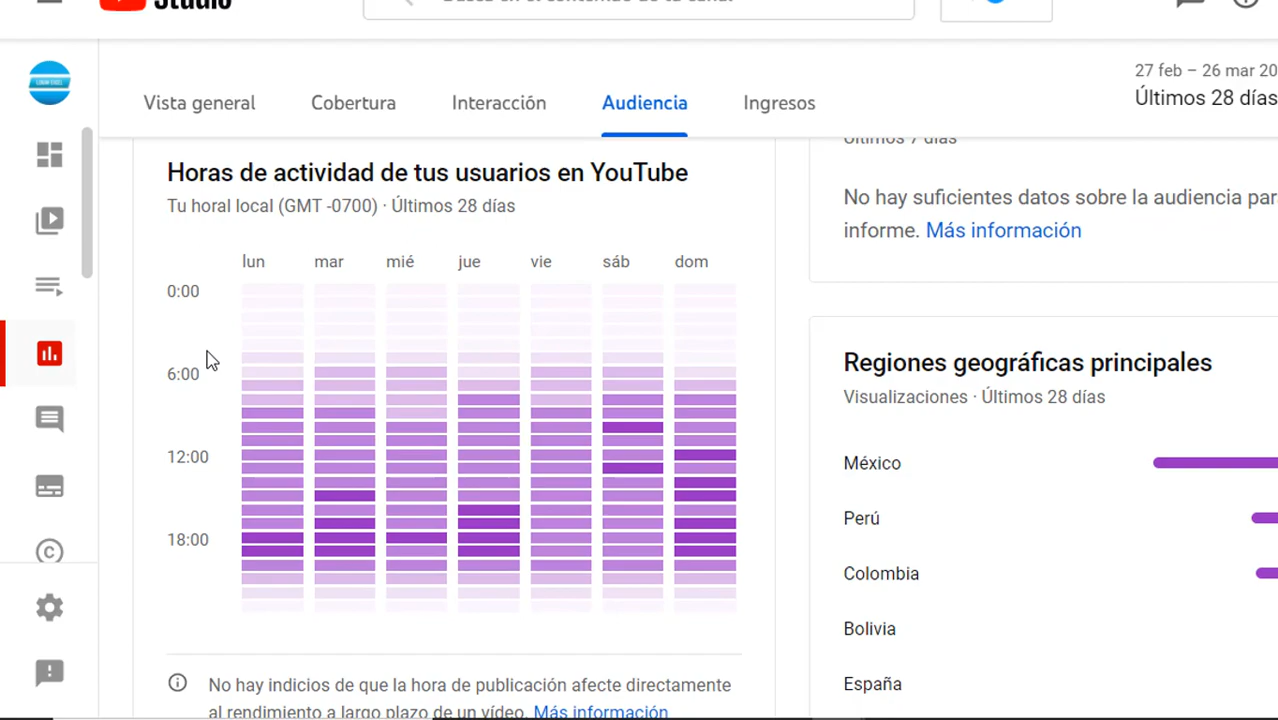 Studio
27 feb – 26 mar 20
Últimos 28 días
Vista general
Cobertura
Interacción
Audiencia
Ingresos
Horas de actividad de tus usuarios en YouTube
Tu horal local (GMT -0700) · Últimos 28 días
lun mar mié jue vie sáb dom
0:00
6:00
12:00
18:00
No hay indicios de que la hora de publicación afecte directamente
al rendimiento a largo plazo de un vídeo. Más información
Últimos 7 días
No hay suficientes datos sobre la audiencia par
informe. Más información
Regiones geográficas principales
Visualizaciones · Últimos 28 días
México
Perú
Colombia
Bolivia
España